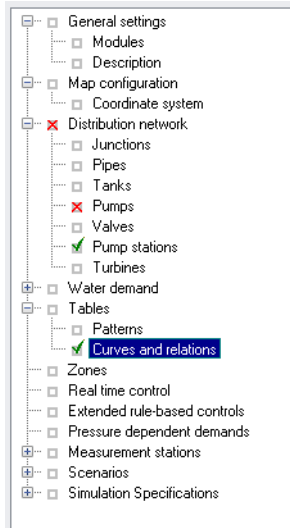 General settings
Modules
Description
Map configuration
Coordinate system
Distribution network
Junctions
Pipes
Tanks
Pumps
Valves
Pump stations
Turbines
Water demand
Tables
Patterns
Curves and relations
Zones
Real time control
Extended rule-based controls
Pressure dependent demands
Measurement stations
Scenarios
Simulation Specifications